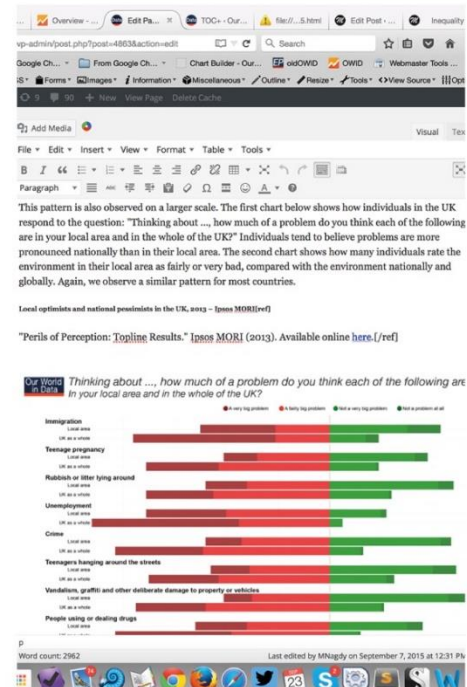 Overview - ...
Edit Pa...
TOC+ - Our...
file://...5.html
Edit Post - ...
Inequality
vp-admin/post.php?post=4863&action=edit
Search
Google Ch...
From Google Ch...
Chart Builder - Our...
oldOWID
OWID
Webmaster Tools ...
Forms
Images
Information
Miscellaneous
Outline
Resize
Tools
View Source
9 90 + New View Page Delete Cache
Add Media
Visual
File Edit Insert View Format Table Tools
Paragraph
This pattern is also observed on a larger scale. The first chart below shows how individuals in the UK
respond to the question: "Thinking about ..., how much of a problem do you think each of the following
are in your local area and in the whole of the UK?" Individuals tend to believe problems are more
pronounced nationally than in their local area. The second chart shows how many individuals rate the
environment in their local area as fairly or very bad, compared with the environment nationally and
globally. Again, we observe a similar pattern for most countries.
Local optimists and national pessimists in the UK, 2013 – Ipsos MORI[ref]
"Perils of Perception: Topline Results." Ipsos MORI (2013). Available online here.[/ref]
Our World
in Data
Thinking about ..., how much of a problem do you think each of the following are
In your local area and in the whole of the UK?
A very big problem
A fairly big problem
Not a very big problem
Not a problem at all
Immigration
Local area
UK as a whole
Teenage pregnancy
Local area
UK as a whole
Rubbish or litter lying around
Local area
UK as a whole
Unemployment
Local area
UK as a whole
Crime
Local area
UK as a whole
Teenagers hanging around the streets
Local area
UK as a whole
Vandalism, graffiti and other deliberate damage to property or vehicles
Local area
UK as a whole
People using or dealing drugs
Local area
UK as a whole
p
Word count: 2962
Last edited by MNagdy on September 7, 2015 at 12:31 PM
23